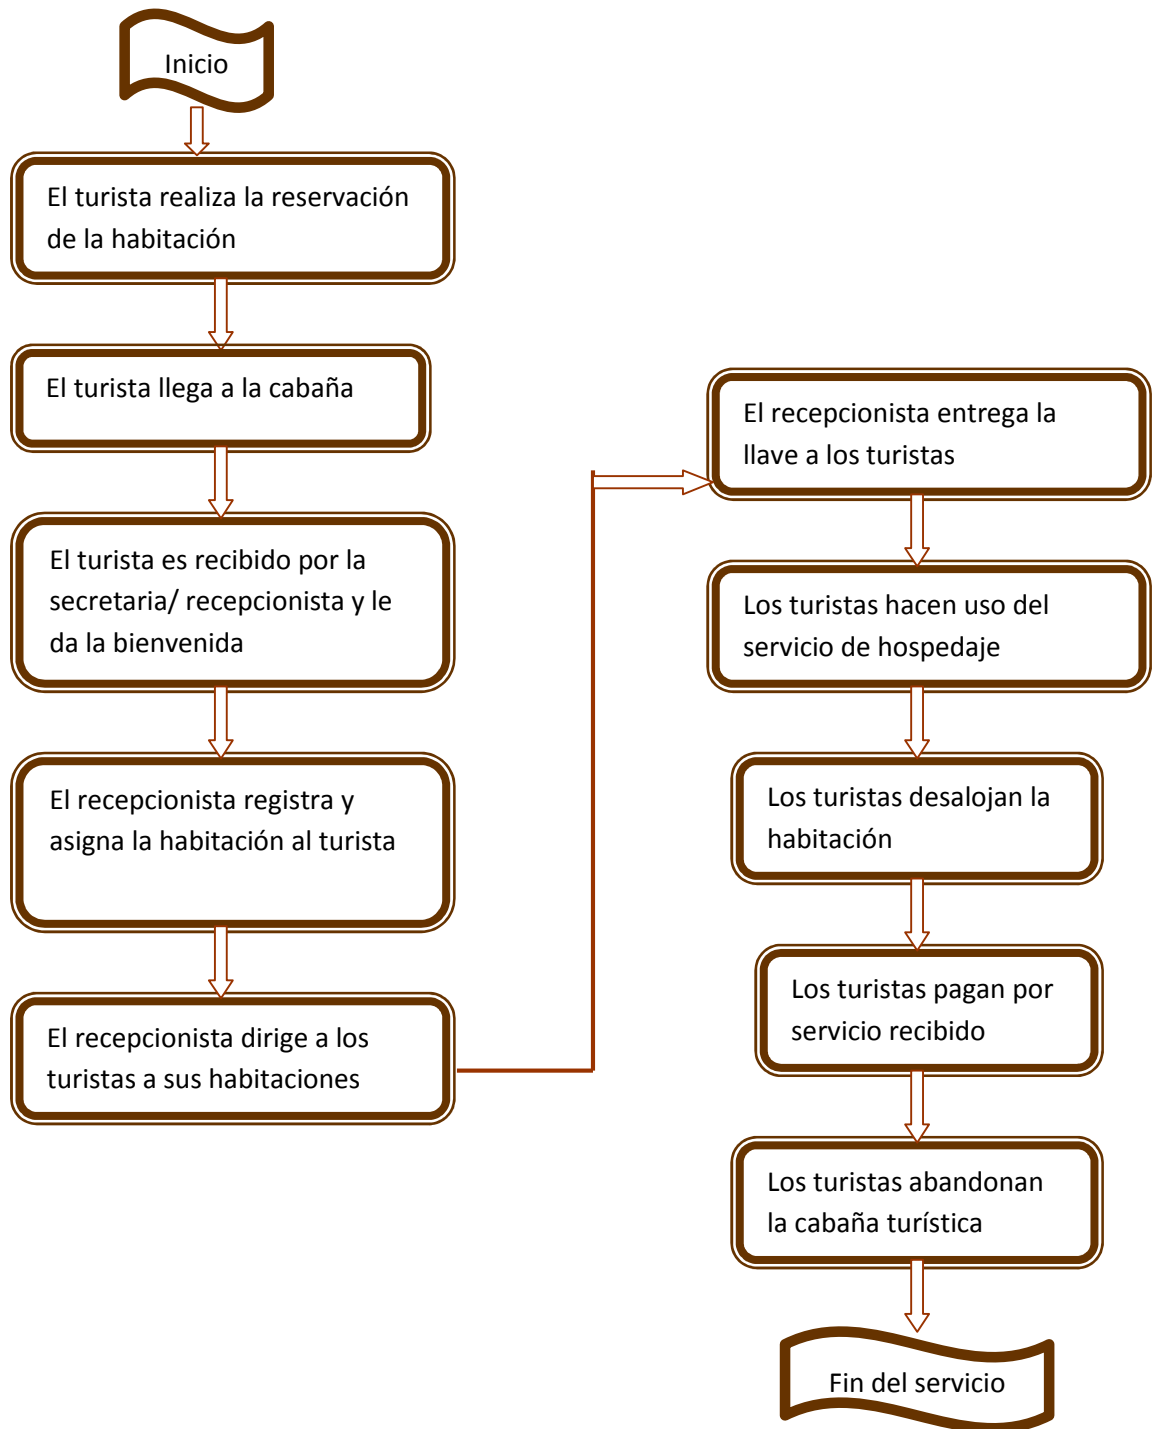 Inicio
El turista realiza la reservación
de la habitación
El turista llega a la cabaña
El turista es recibido por la
secretaria/ recepcionista y le
da la bienvenida
El recepcionista registra y
asigna la habitación al turista
El recepcionista dirige a los
turistas a sus habitaciones
El recepcionista entrega la
llave a los turistas
Los turistas hacen uso del
servicio de hospedaje
Los turistas desalojan la
habitación
Los turistas pagan por
servicio recibido
Los turistas abandonan
la cabaña turística
Fin del servicio